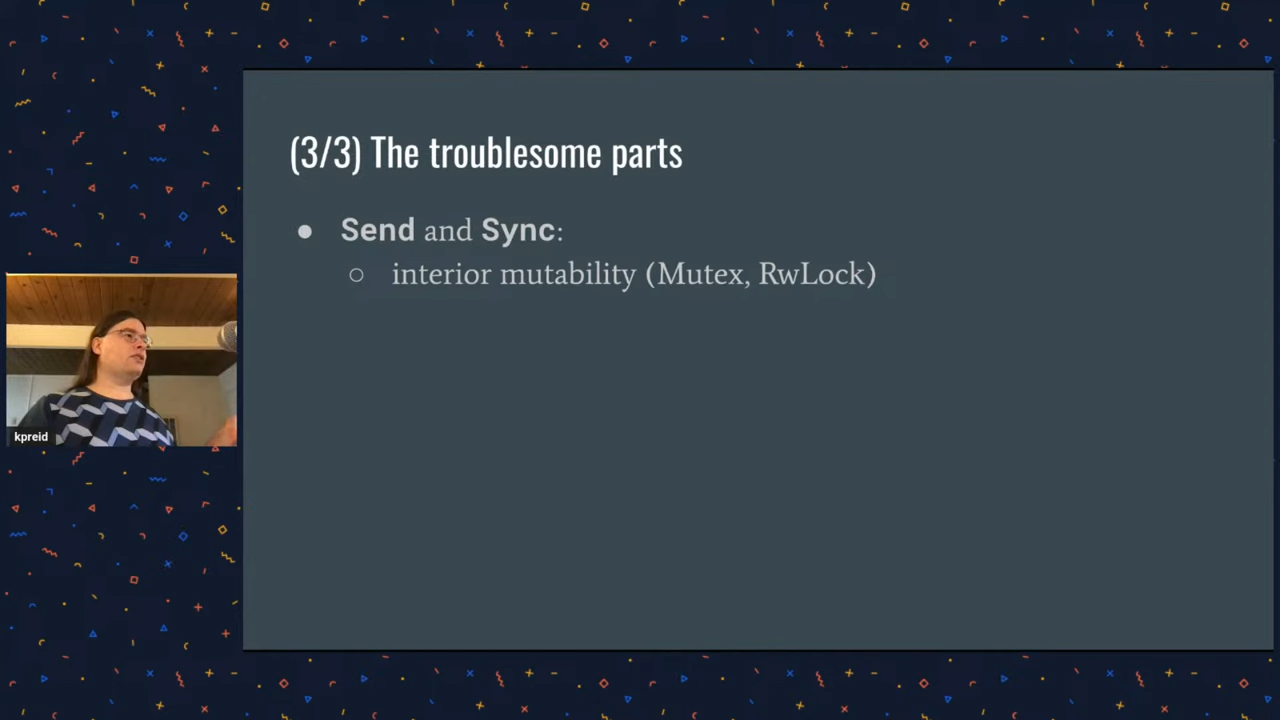 (3/3) The troublesome parts
● Send and Sync:
○ interior mutability (Mutex, RwLock)
kpreid